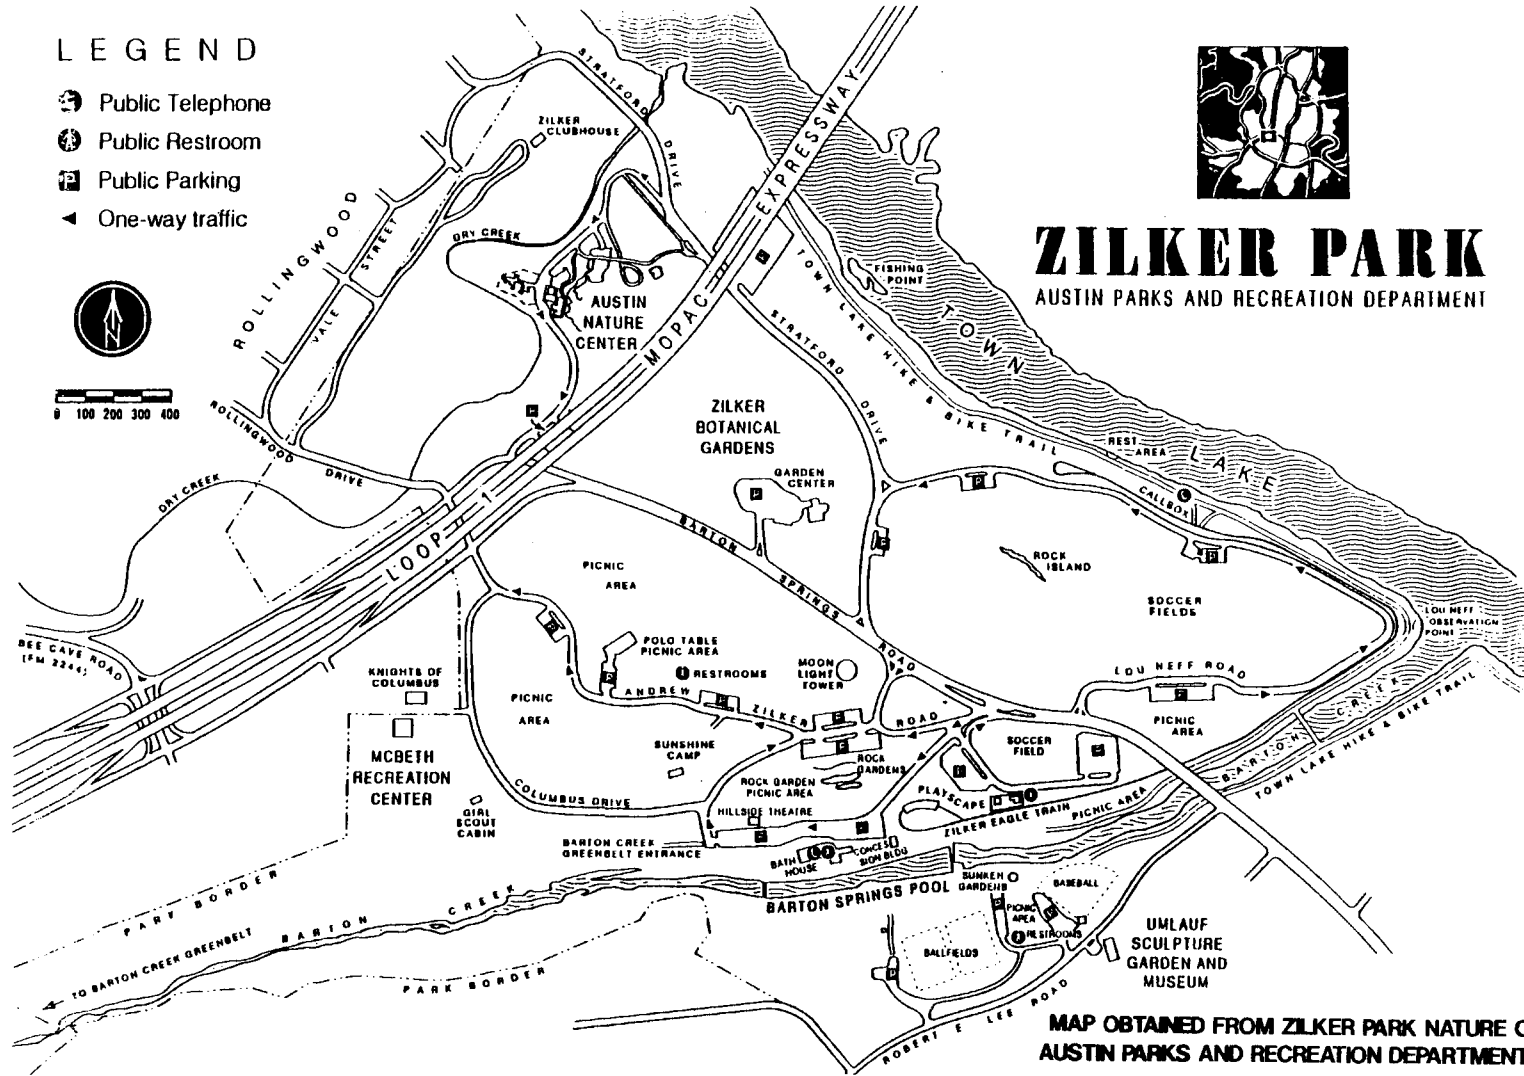 LEGEND
Public Telephone
Public Restroom
P Public Parking
One-way traffic
N
0 100 200 300 400
ZILKER PARK
AUSTIN PARKS AND RECREATION DEPARTMENT
STRATFORD DRIVE
ZILKER
CLUBHOUSE
ROLLINGWOOD
VALE STREET
DRY CREEK
AUSTIN
NATURE
CENTER
MOPAC EXPRESSWAY
LOOP 1
TOWN LAKE HIKE & BIKE TRAIL
FISHING
POINT
TOWN LAKE
STRATFORD DRIVE
ROLLINGWOOD DRIVE
DRY CREEK
ZILKER
BOTANICAL
GARDENS
GARDEN
CENTER
REST
AREA
CALLBOX
BARTON SPRINGS ROAD
ROCK
ISLAND
SOCCER
FIELDS
LOU NEFF
OBSERVATION
POINT
LOU NEFF ROAD
PICNIC
AREA
BEE CAVE ROAD
(FM 2244)
KNIGHTS OF
COLUMBUS
POLO TABLE
PICNIC AREA
RESTROOMS
MOON
LIGHT
TOWER
PICNIC
AREA
ANDREW ZILKER ROAD
PICNIC
AREA
SUNSHINE
CAMP
SOCCER
FIELD
MCBETH
RECREATION
CENTER
ROCK
GARDENS
ROCK GARDEN
PICNIC AREA
COLUMBUS DRIVE
GIRL
SCOUT
CABIN
HILLSIDE THEATRE
PLAYSCAPE
ZILKER EAGLE TRAIN
PICNIC AREA
BARTON CREEK
TOWN LAKE HIKE & BIKE TRAIL
BARTON CREEK
GREENBELT ENTRANCE
BATH
HOUSE
CONCES
SION BLDG
BARTON SPRINGS POOL
SUNKEN
GARDENS
BASEBALL
PICNIC
AREA
RESTROOMS
BALLFIELDS
UMLAUF
SCULPTURE
GARDEN AND
MUSEUM
PARK BORDER
BARTON CREEK
TO BARTON CREEK GREENBELT
PARK BORDER
ROBERT E LEE ROAD
MAP OBTAINED FROM ZILKER PARK NATURE C
AUSTIN PARKS AND RECREATION DEPARTMENT